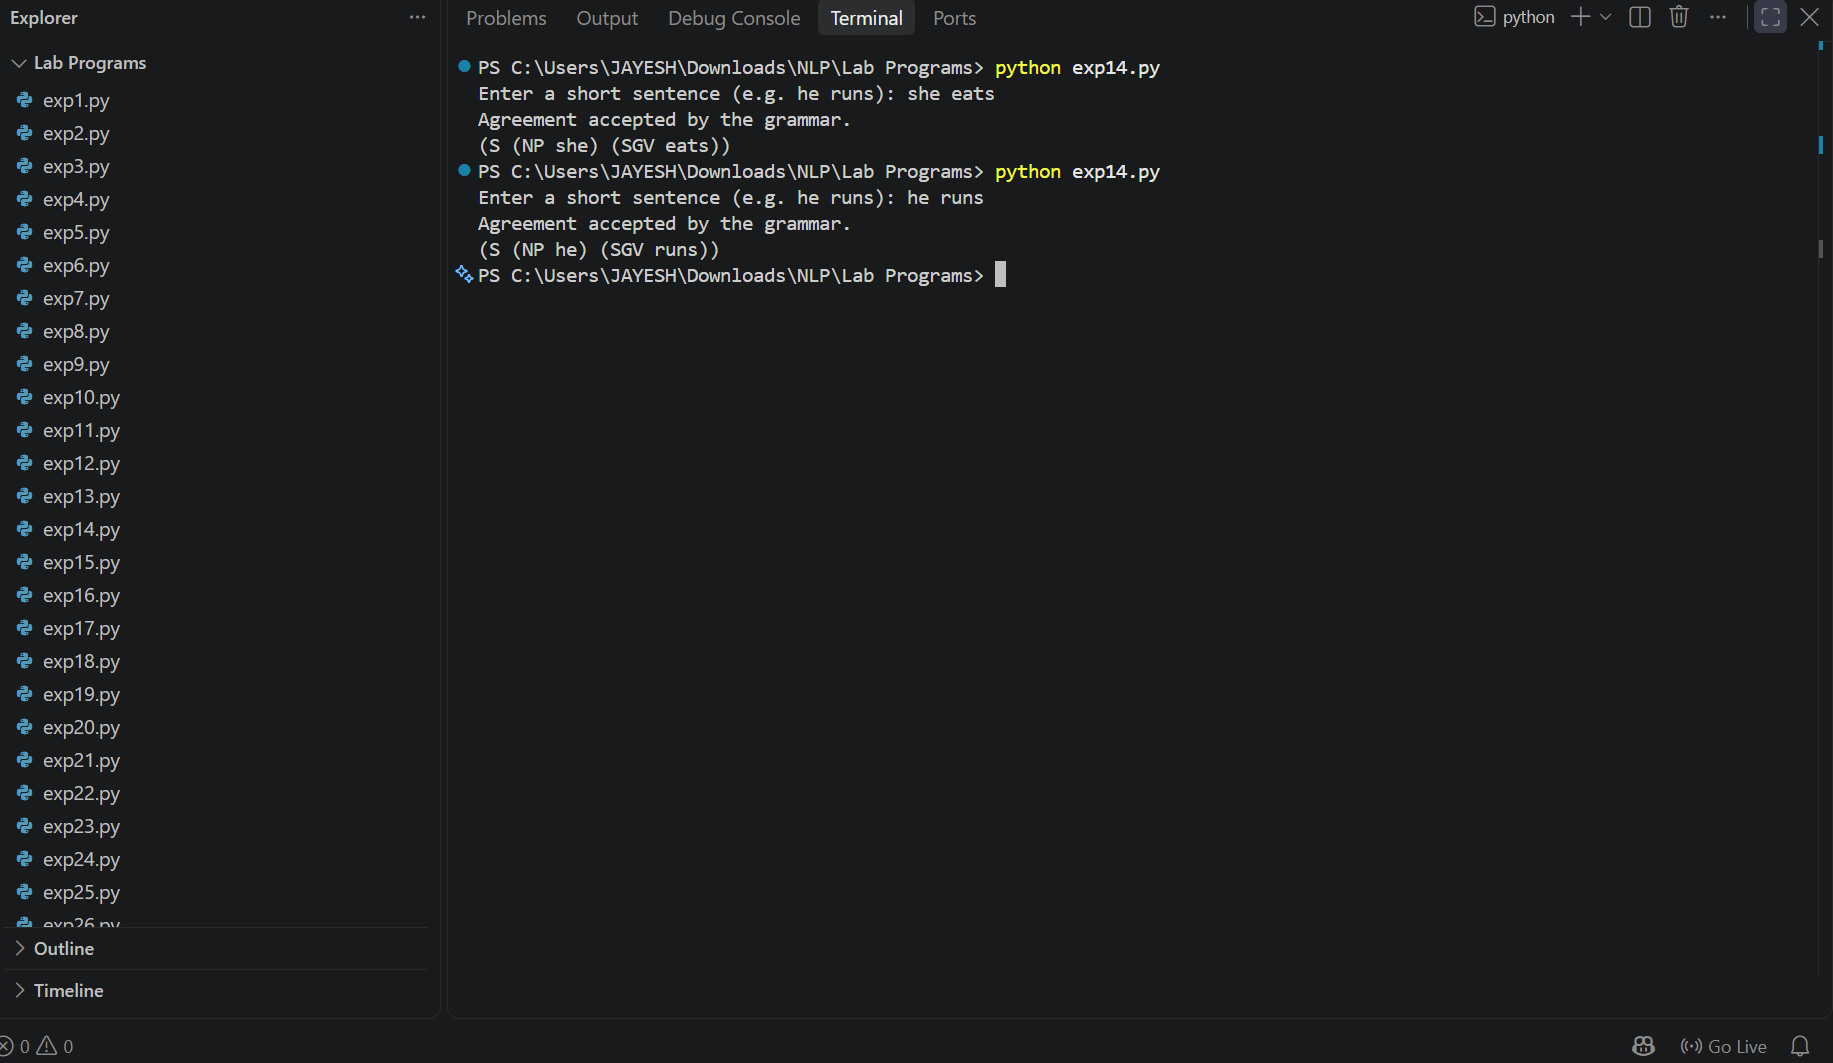 Explorer
Lab Programs
exp1.py
exp2.py
exp3.py
exp4.py
exp5.py
exp6.py
exp7.py
exp8.py
exp9.py
exp10.py
exp11.py
exp12.py
exp13.py
exp14.py
exp15.py
exp16.py
exp17.py
exp18.py
exp19.py
exp20.py
exp21.py
exp22.py
exp23.py
exp24.py
exp25.py
exp26.py
Outline
Timeline
Problems Output Debug Console Terminal Ports python
PS C:\Users\JAYESH\Downloads\NLP\Lab Programs> python exp14.py
Enter a short sentence (e.g. he runs): she eats
Agreement accepted by the grammar.
(S (NP she) (SGV eats))
PS C:\Users\JAYESH\Downloads\NLP\Lab Programs> python exp14.py
Enter a short sentence (e.g. he runs): he runs
Agreement accepted by the grammar.
(S (NP he) (SGV runs))
PS C:\Users\JAYESH\Downloads\NLP\Lab Programs>
0 0 Go Live